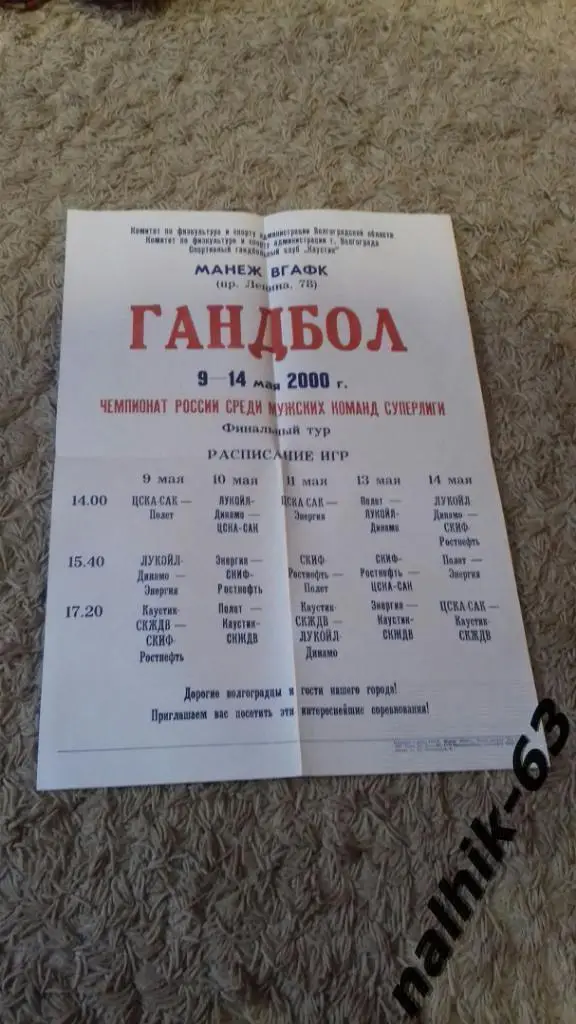 Комитет по физкультуре и спорту администрации Волгоградской области
Комитет по физкультуре и спорту администрации г. Волгограда
Спортивный гандбольный клуб „Каустик"
МАНЕЖ ВГАФК
(пр. Ленина, 78)
ГАНДБОЛ
9—14 мая 2000 г.
ЧЕМПИОНАТ РОССИИ СРЕДИ МУЖСКИХ КОМАНД СУПЕРЛИГИ
Финальный тур
РАСПИСАНИЕ ИГР
9 мая 10 мая 11 мая 13 мая 14 мая
14.00 ЦСКА-САК — ЛУКОЙЛ- ЦСКА-САК — Полет — ЛУКОЙЛ
Полет Динамо — Энергия ЛУКОЙЛ- Динамо —
ЦСКА-САН Динамо СКИФ-
Ростнефть
15.40 ЛУКОЙЛ- Энергия — СКИФ- СКИФ- Полет —
Динамо — СКИФ- Ростнефть — Ростнефть — Энергия
Энергия Ростнефть Полет ЦСКА-САН
17.20 Каустик- Полет — Каустик- Энергия — ЦСКА-САК —
СКЖДВ — Каустик- СКЖДВ — Каустик- Каустик-
СКИФ- СКЖДВ ЛУКОЙЛ- СКЖДВ СКЖДВ
Ростнефть Динамо
Дорогие волгоградцы и гости нашего города!
Приглашаем вас посетить эти интереснейшие соревнования!
nalhik-63